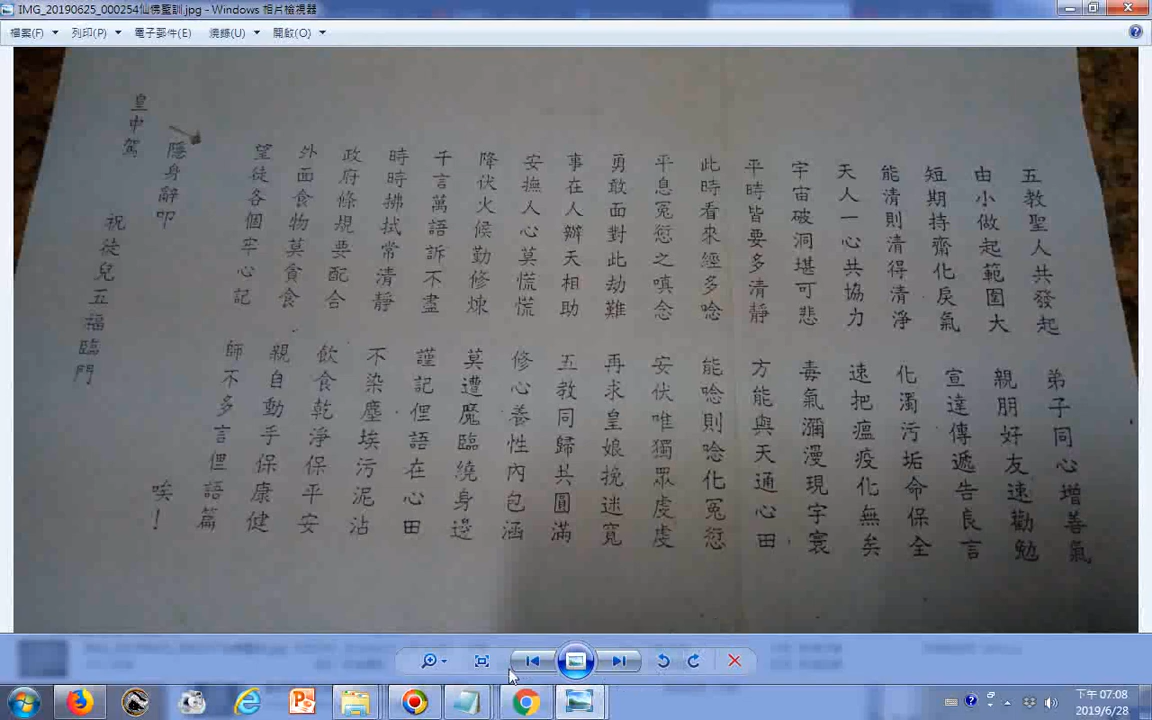 IMG_20190625_000254仙佛聖訓.jpg - Windows 相片檢視器
檔案(F) 列印(P) 電子郵件(E) 燒錄(U) 開啟(O)
五教聖人共發起 弟子同心增善氣
由小做起範圍大 親朋好友速勸勉
短期持齋化戾氣 宣達傳遞告良言
能清則清得清淨 化濁污垢命保全
天人一心共協力 速把瘟疫化無矣
宇宙破洞堪可悲 毒氣瀰漫現宇寰
平時皆要多清靜 方能與天通心田
此時看來經多唸 能唸則唸化冤愆
平息冤愆之嗔念 安伏唯獨眾虔虔
勇敢面對此劫難 再求皇娘挽迷寬
事在人辦天相助 五教同歸共圓滿
安撫人心莫慌慌 修心養性內包涵
降伏火候勤修煉 莫遭魔臨繞身邊
千言萬語訴不盡 謹記俚語在心田
時時拂拭常清靜 不染塵埃污泥沾
政府條規要配合 飲食乾淨保平安
外面食物莫貪食 親自動手保康健
望徒各個牢心記 師不多言俚語篇
隱身辭叩 唉！
皇中駕
祝徒兒五福臨門
下午 07:08
2019/6/28